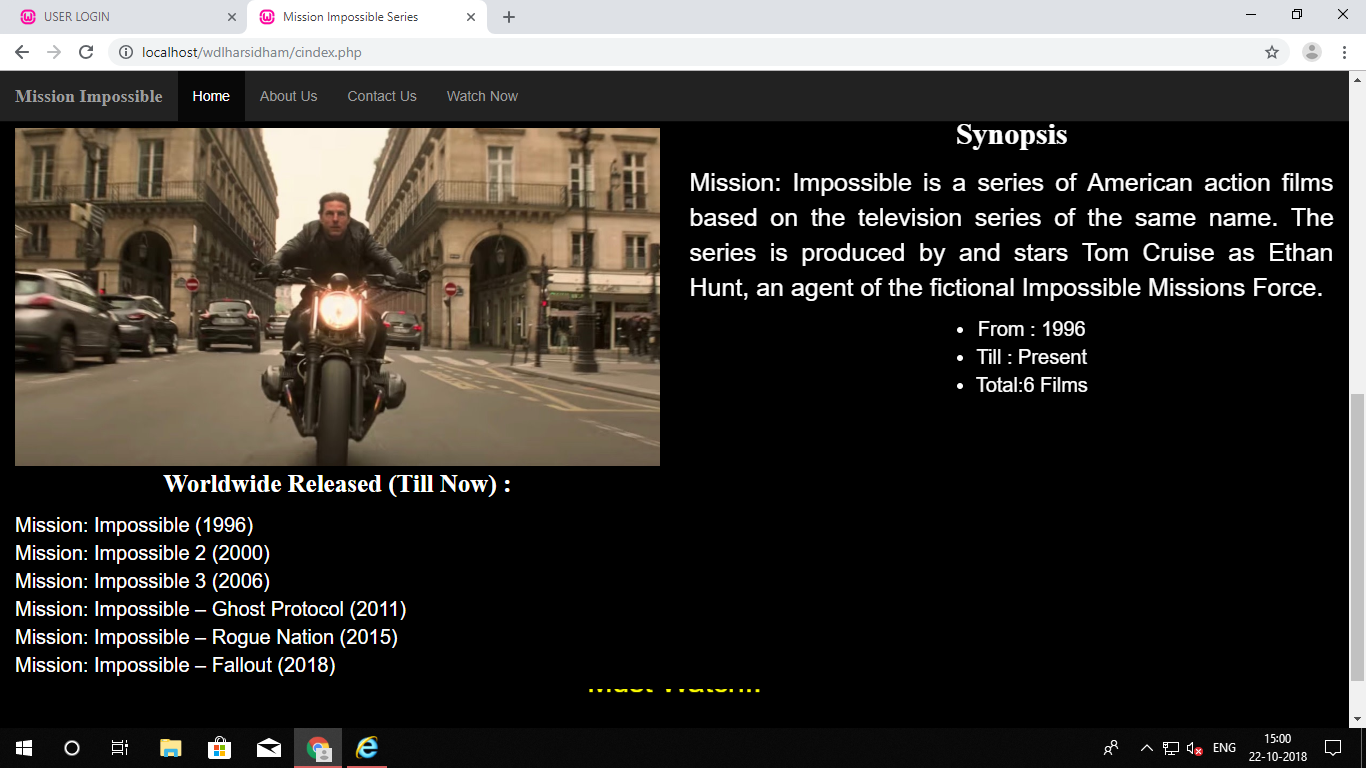 USER LOGIN
Mission Impossible Series
localhost/wdlharsidham/cindex.php
Mission Impossible
Home
About Us
Contact Us
Watch Now
Synopsis
Mission: Impossible is a series of American action films
based on the television series of the same name. The
series is produced by and stars Tom Cruise as Ethan
Hunt, an agent of the fictional Impossible Missions Force.
• From : 1996
• Till : Present
• Total:6 Films
Worldwide Released (Till Now) :
Mission: Impossible (1996)
Mission: Impossible 2 (2000)
Mission: Impossible 3 (2006)
Mission: Impossible – Ghost Protocol (2011)
Mission: Impossible – Rogue Nation (2015)
Mission: Impossible – Fallout (2018)
Must Watch!!
ENG
15:00
22-10-2018